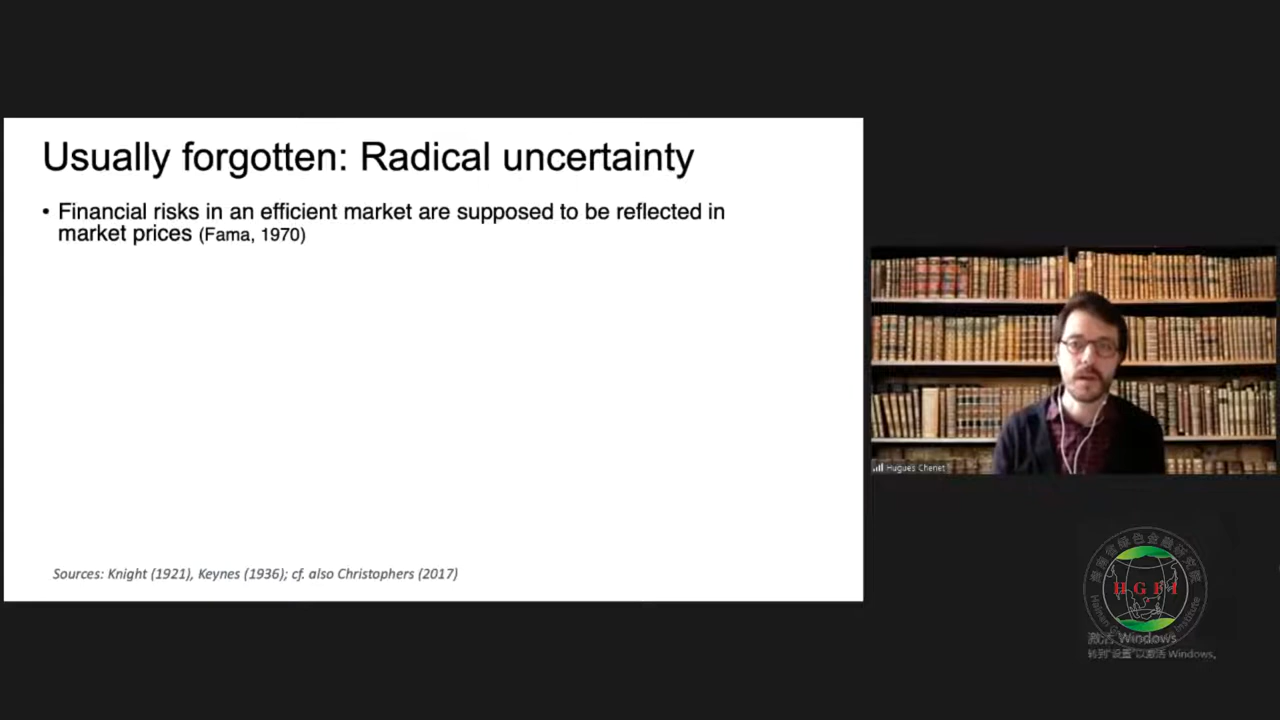 Usually forgotten: Radical uncertainty
• Financial risks in an efficient market are supposed to be reflected in
market prices (Fama, 1970)
Sources: Knight (1921), Keynes (1936); cf. also Christophers (2017)
Hugues Chenet
HGFI
激活 Windows
转到"设置"以激活 Windows。